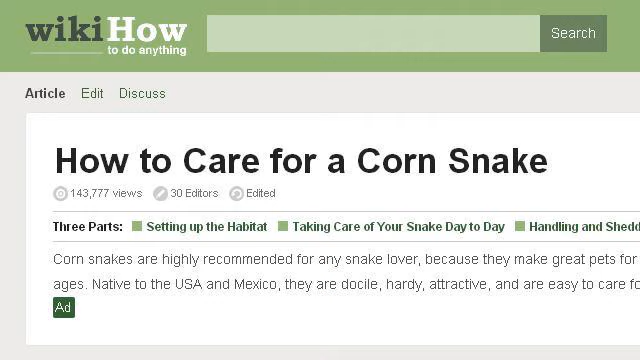 wikiHow
to do anything
Search
Article Edit Discuss
How to Care for a Corn Snake
143,777 views 30 Editors Edited
Three Parts: Setting up the Habitat Taking Care of Your Snake Day to Day Handling and Shedd
Corn snakes are highly recommended for any snake lover, because they make great pets for
ages. Native to the USA and Mexico, they are docile, hardy, attractive, and are easy to care fo
Ad